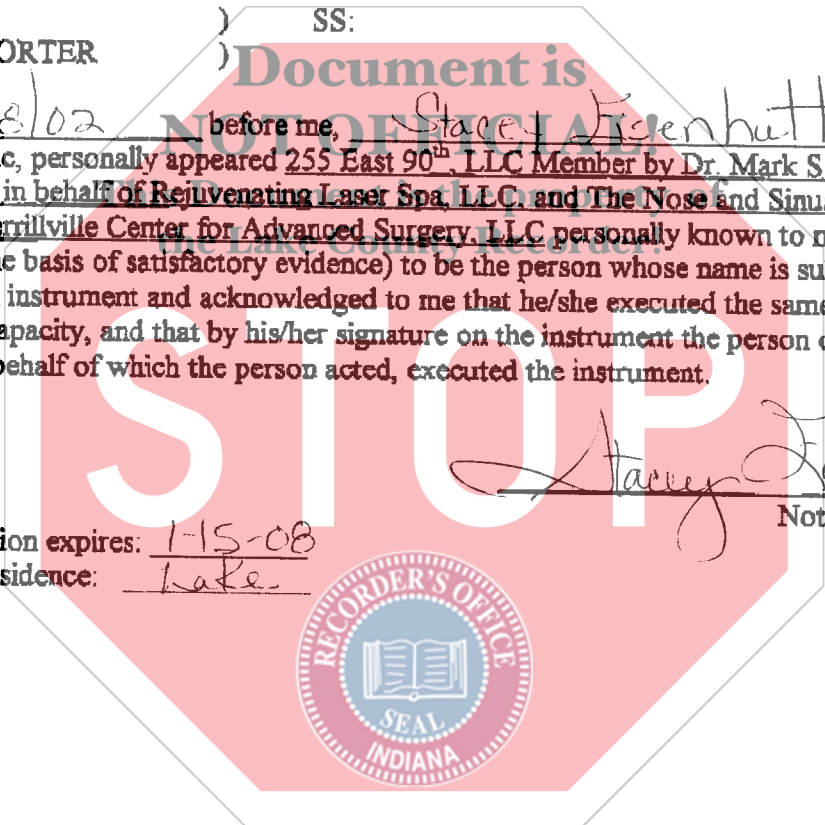 ) SS:
ORTER )
Document is
8/02 before me, Stacey Eisenhutt
NOT OFFICIAL!
c, personally appeared 255 East 90th, LLC Member by Dr. Mark S
This Document is the property of
in behalf of Rejuvenating Laser Spa, LLC, and The Nose and Sinu
the Lake County Recorder!
rrillville Center for Advanced Surgery, LLC personally known to m
e basis of satisfactory evidence) to be the person whose name is su
instrument and acknowledged to me that he/she executed the same
apacity, and that by his/her signature on the instrument the person o
behalf of which the person acted, executed the instrument.
STOP
Stacey
Not
ion expires: 1-15-08
sidence: Lake
RECORDER'S OFFICE
SEAL
INDIANA